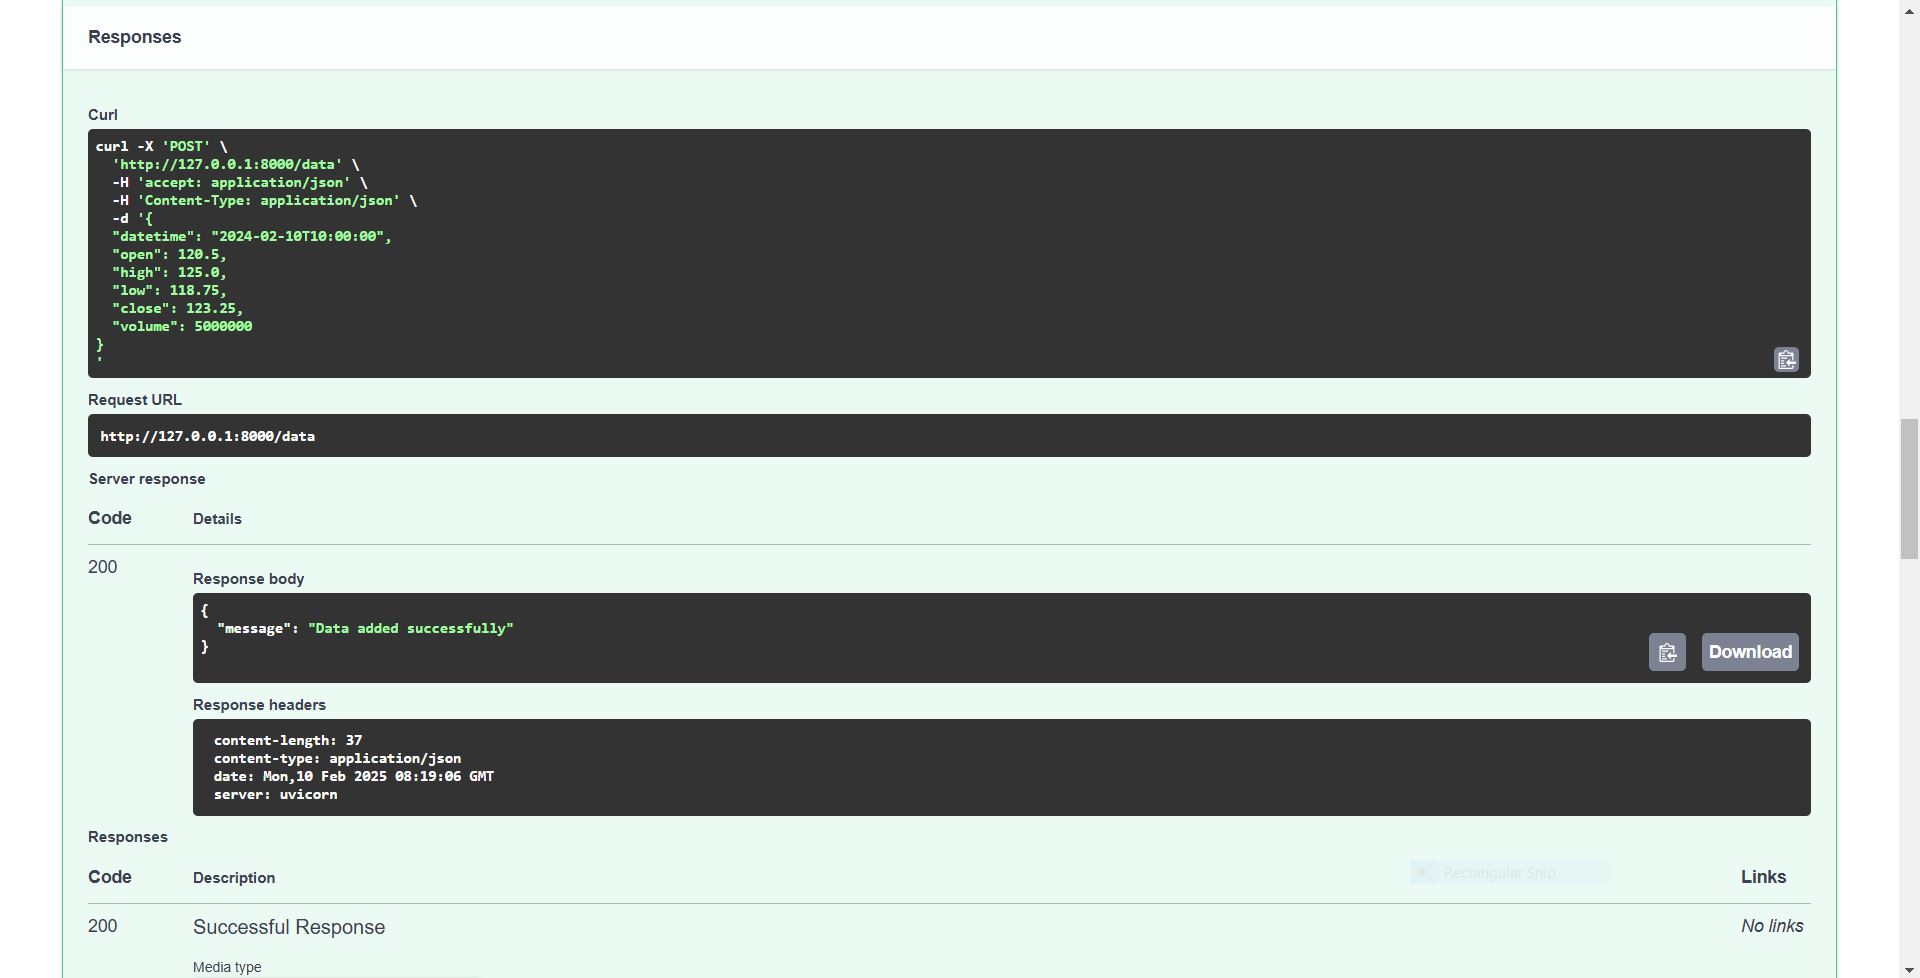 Responses
Curl
curl -X 'POST' \
  'http://127.0.0.1:8000/data' \
  -H 'accept: application/json' \
  -H 'Content-Type: application/json' \
  -d '{
  "datetime": "2024-02-10T10:00:00",
  "open": 120.5,
  "high": 125.0,
  "low": 118.75,
  "close": 123.25,
  "volume": 5000000
}
'
Request URL
http://127.0.0.1:8000/data
Server response
Code Details
200
Response body
{
  "message": "Data added successfully"
}
Download
Response headers
content-length: 37
content-type: application/json
date: Mon,10 Feb 2025 08:19:06 GMT
server: uvicorn
Responses
Rectangular Snip
Code Description Links
200 Successful Response No links
Media type